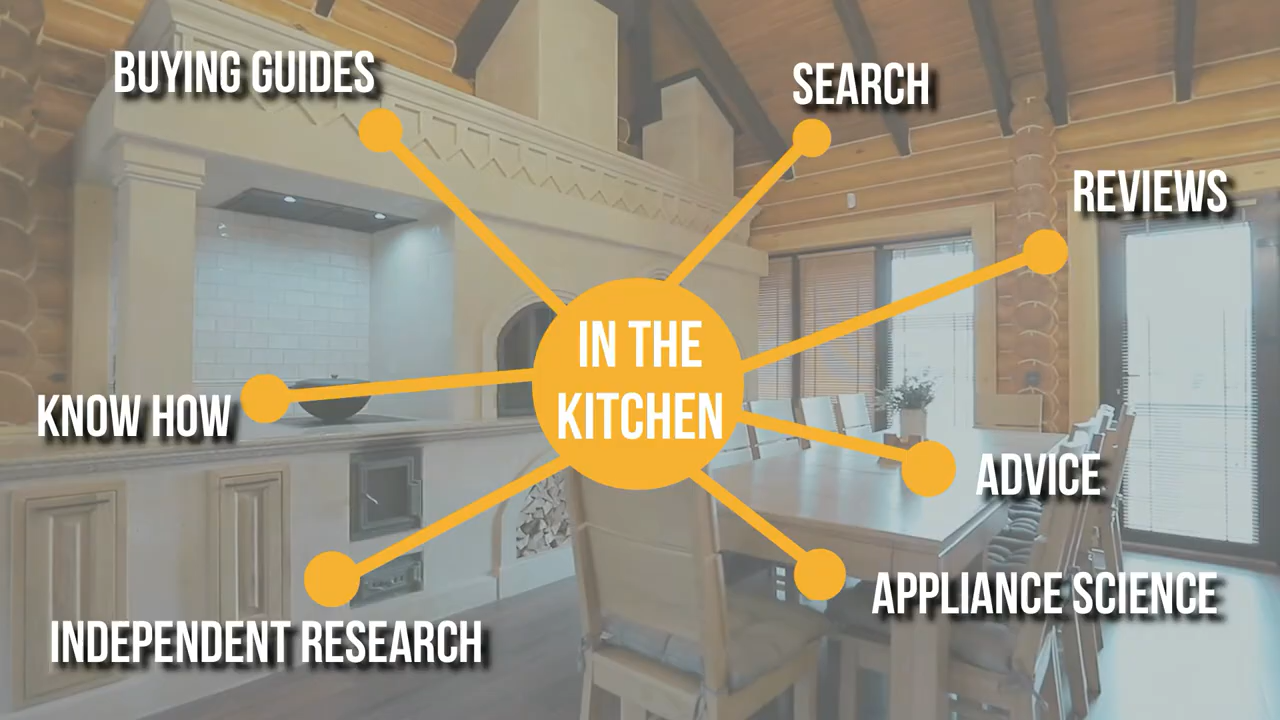 BUYING GUIDES
SEARCH
REVIEWS
IN THE
KITCHEN
KNOW HOW
ADVICE
APPLIANCE SCIENCE
INDEPENDENT RESEARCH